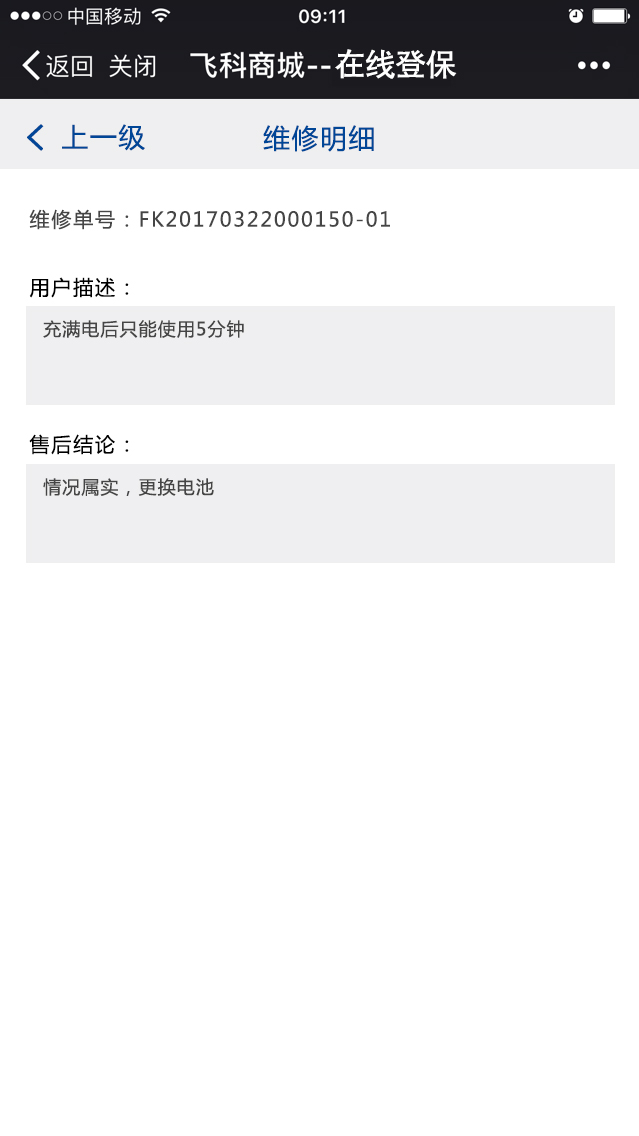 中国移动 09:11
返回 关闭 飞科商城--在线登保
上一级 维修明细
维修单号：FK20170322000150-01
用户描述：
充满电后只能使用5分钟
售后结论：
情况属实，更换电池